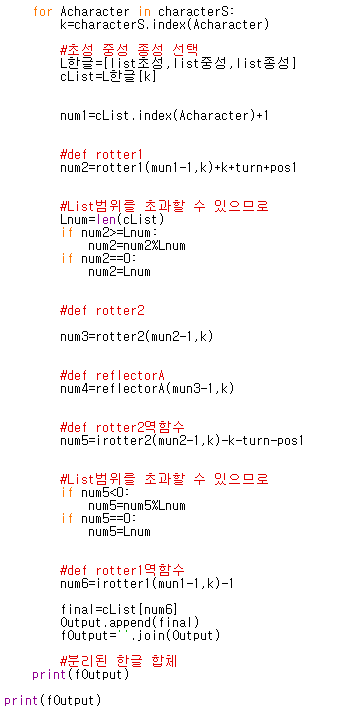 for Acharacter in characterS:
k=characterS.index(Acharacter)
#초성 중성 종성 선택
L한글=[list초성,list중성,list종성]
cList=L한글[k]
num1=cList.index(Acharacter)+1
#def rotter1
num2=rotter1(mun1-1,k)+k+turn+pos1
#List범위를 초과할 수 있으므로
Lnum=len(cList)
if num2>=Lnum:
num2=num2%Lnum
if num2==0:
num2=Lnum
#def rotter2
num3=rotter2(mun2-1,k)
#def reflectorA
num4=reflectorA(mun3-1,k)
#def rotter2역함수
num5=irotter2(mun2-1,k)-k-turn-pos1
#List범위를 초과할 수 있으므로
if num5<0:
num5=num5%Lnum
if num5==0:
num5=Lnum
#def rotter1역함수
num6=irotter1(mun1-1,k)-1
final=cList[num6]
Output.append(final)
fOutput=''.join(Output)
#분리된 한글 합체
print(fOutput)
print(fOutput)